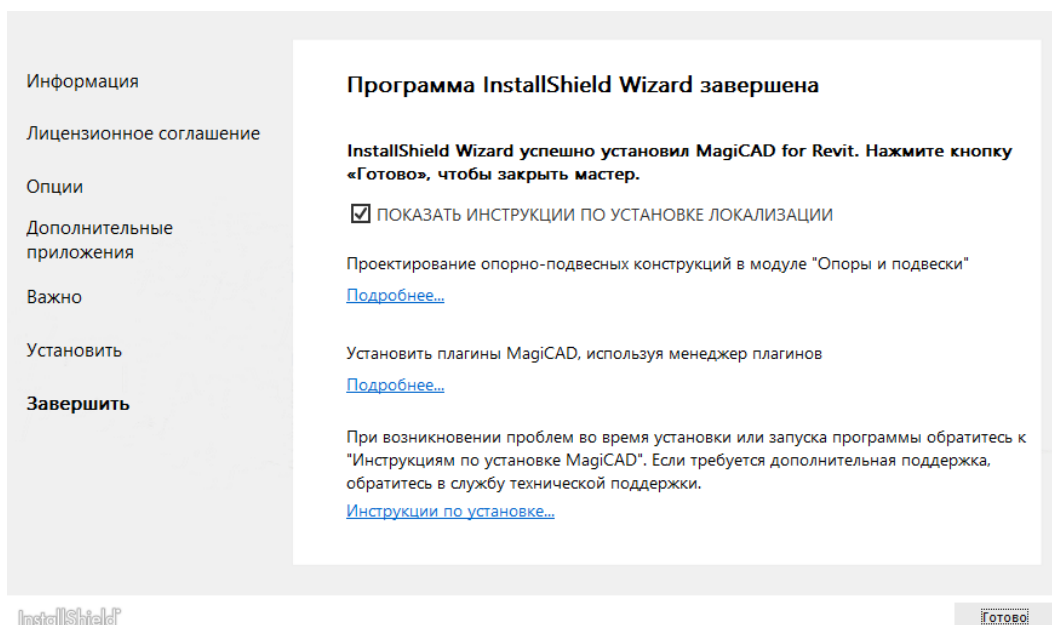 Информация
Лицензионное соглашение
Опции
Дополнительные
приложения
Важно
Установить
Завершить
Программа InstallShield Wizard завершена
InstallShield Wizard успешно установил MagiCAD for Revit. Нажмите кнопку
«Готово», чтобы закрыть мастер.
ПОКАЗАТЬ ИНСТРУКЦИИ ПО УСТАНОВКЕ ЛОКАЛИЗАЦИИ
Проектирование опорно-подвесных конструкций в модуле "Опоры и подвески"
Подробнее...
Установить плагины MagiCAD, используя менеджер плагинов
Подробнее...
При возникновении проблем во время установки или запуска программы обратитесь к
"Инструкциям по установке MagiCAD". Если требуется дополнительная поддержка,
обратитесь в службу технической поддержки.
Инструкции по установке...
InstallShield
Готово